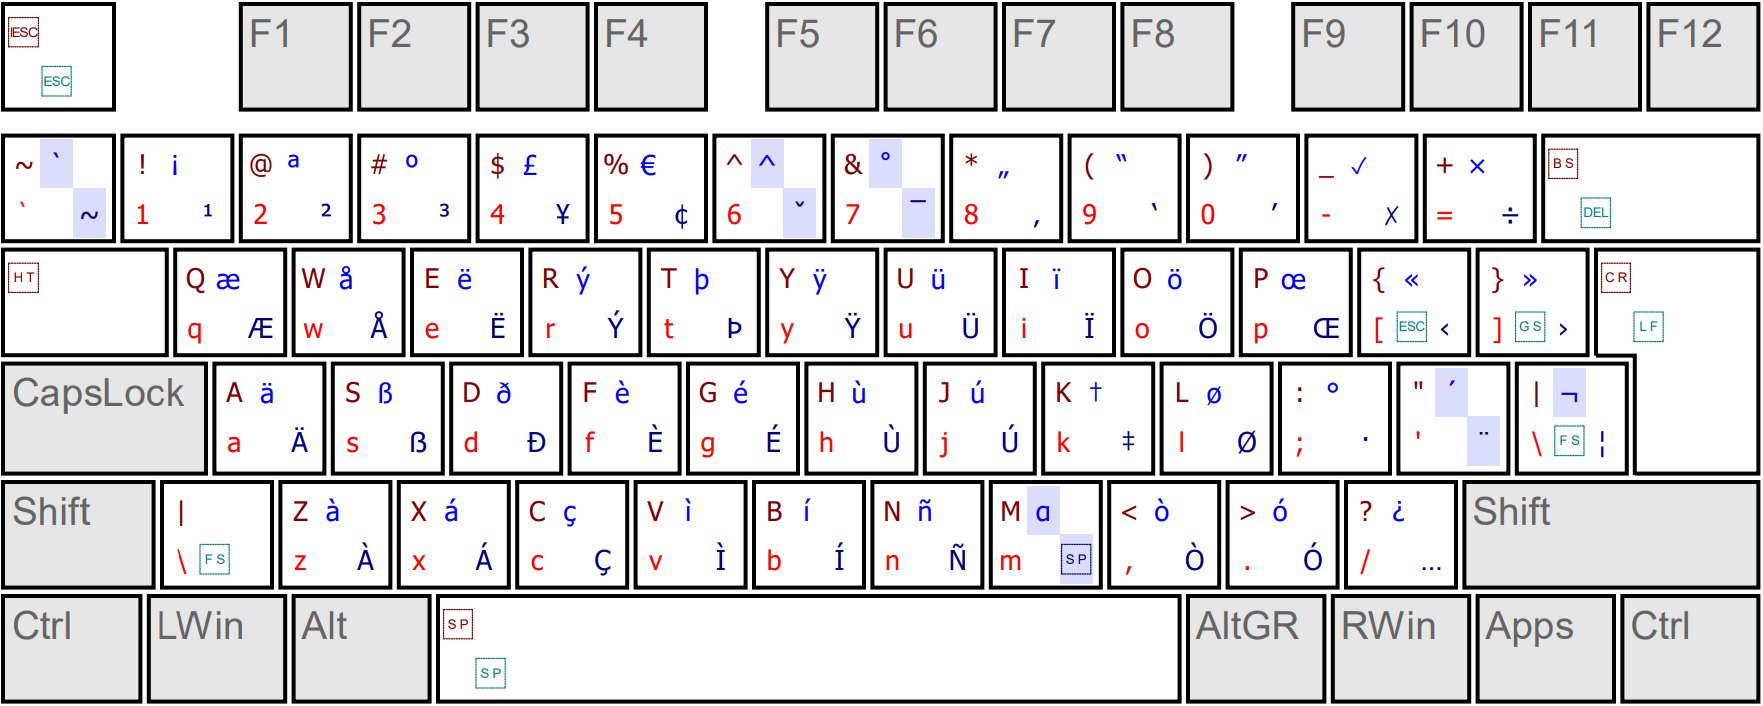 ESC F1 F2 F3 F4 F5 F6 F7 F8 F9 F10 F11 F12
ESC
~ ` ! ¡ @ ª # º $ £ % € ^ ^ & ° * „ ( “ ) ” _ ✓ + × BS
` ~ 1 ¹ 2 ² 3 ³ 4 ¥ 5 ¢ 6 ˇ 7 ¯ 8 ‚ 9 ‘ 0 ’ - ✗ = ÷ DEL
HT Q æ W å E ë R ý T þ Y ÿ U ü I ï O ö P œ { « } » CR
q Æ w Å e Ë r Ý t Þ y Ÿ u Ü i Ï o Ö p Œ [ ESC ‹ ] GS › LF
CapsLock A ä S ß D ð F è G é H ù J ú K † L ø : ° " ´ | ¬
a Ä s ẞ d Ð f È g É h Ù j Ú k ‡ l Ø ; · ' ¨ \ FS ¦
Shift | Z à X á C ç V ì B í N ñ M ɑ < ò > ó ? ¿ Shift
\ FS z À x Á c Ç v Ì b Í n Ñ m SP , Ò . Ó / …
Ctrl LWin Alt SP AltGR RWin Apps Ctrl
SP